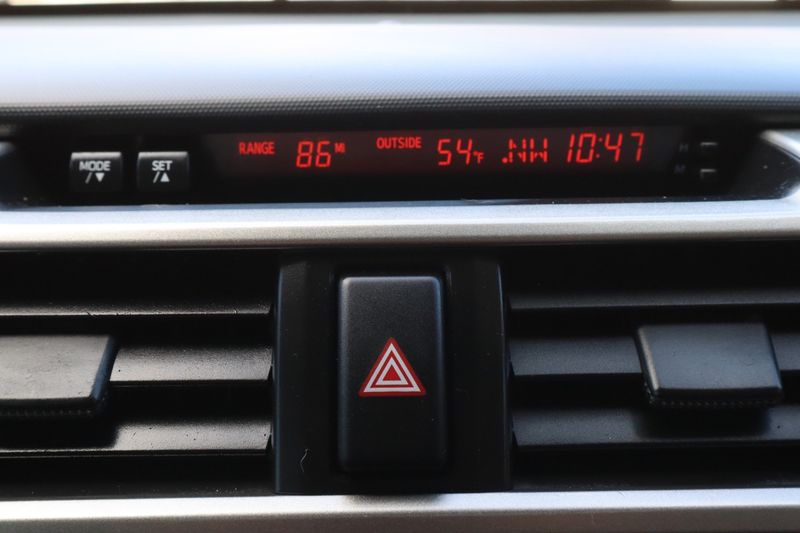 MODE SET RANGE 86 MI OUTSIDE 54°F NW 10:47 H
/▼ /▲ M